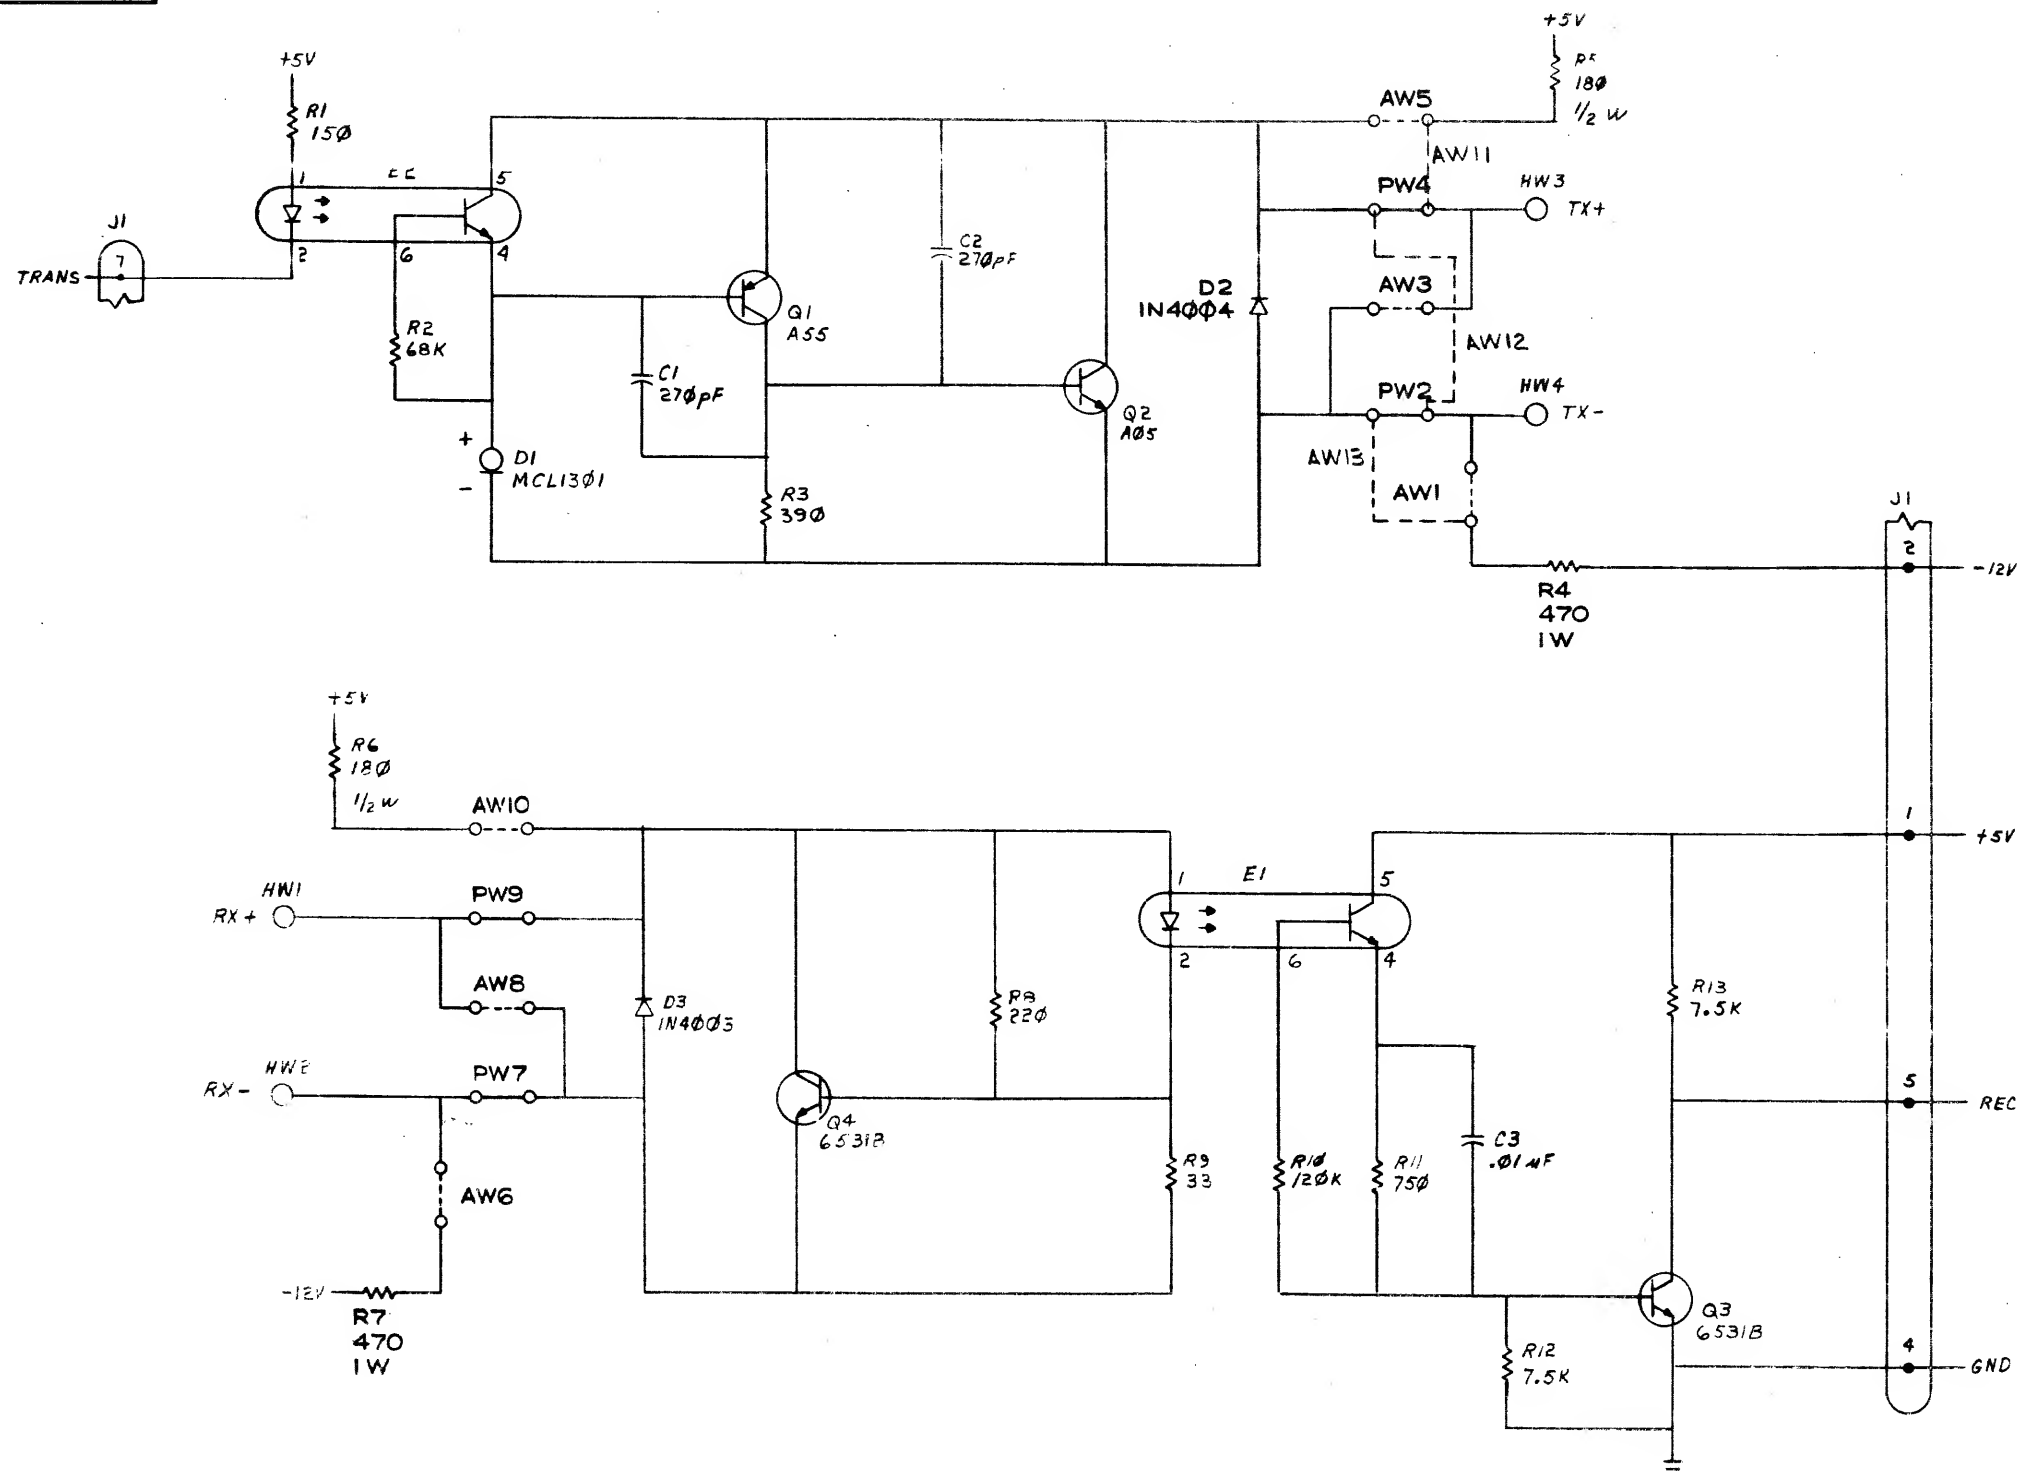 +5V
R1
15Ø
1
5
2
6
4
J1
7
TRANS
R2
68K
+
D1
MCL13Ø1
-
C1
27ØpF
Q1
A55
R3
39Ø
C2
27ØpF
Q2
AØ5
D2
1N4ØØ4
+5V
18Ø
1/2 W
AW5
AW11
PW4
HW3
TX+
AW3
AW12
PW2
HW4
TX-
AW13
AW1
R4
470
1W
J1
2
-12V
+5V
R6
18Ø
1/2 W
AW10
HW1
RX+
PW9
AW8
RX-
PW7
AW6
-12V
R7
470
1W
D3
1N4ØØ3
Q4
6531B
R8
22Ø
1
E1
5
2
6
4
R9
33
R1Ø
12ØK
R11
75Ø
C3
.Ø1µF
R13
7.5K
Q3
6531B
R12
7.5K
1
+5V
5
REC
4
GND